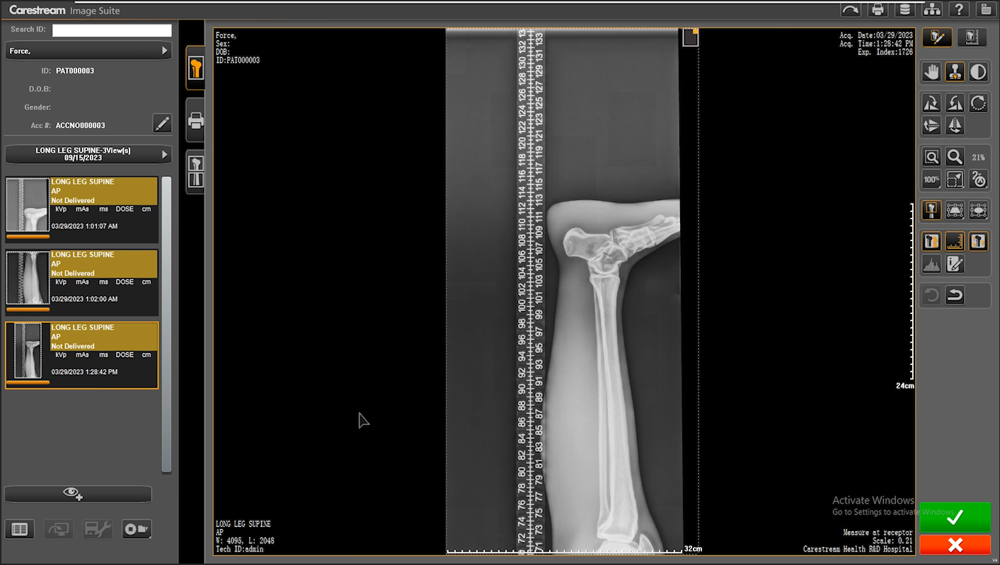 Carestream Image Suite
Search ID:
Force,
ID: PAT000003
D.O.B:
Gender:
Acc #: ACCNO000003
LONG LEG SUPINE-3View(s)
09/15/2023
LONG LEG SUPINE
AP
Not Delivered
kVp mAs ms DOSE cm
03/29/2023 1:01:07 AM
LONG LEG SUPINE
AP
Not Delivered
kVp mAs ms DOSE cm
03/29/2023 1:02:00 AM
LONG LEG SUPINE
AP
Not Delivered
kVp mAs ms DOSE cm
03/29/2023 1:28:42 PM
Force,
Sex:
DOB:
ID:PAT000003
Acq. Date:03/29/2023
Acq. Time:1:28:42 PM
Exp. Index:1726
133
132
131
130
129
128
127
126
125
124
123
122
121
120
119
118
117
116
115
114
113
112
111
110
109
108
107
106
105
104
103
102
101
100
99
98
97
96
95
94
93
92
91
90
89
88
87
86
85
84
83
82
81
80
79
78
77
76
75
74
73
72
71
LONG LEG SUPINE
AP
W: 4095, L: 2048
Tech ID:admin
32cm
24cm
Activate Windows
Go to Settings to activate Windows.
Measure at receptor
Scale: 0.21
Carestream Health R&D Hospital
?
21%
100%
V4